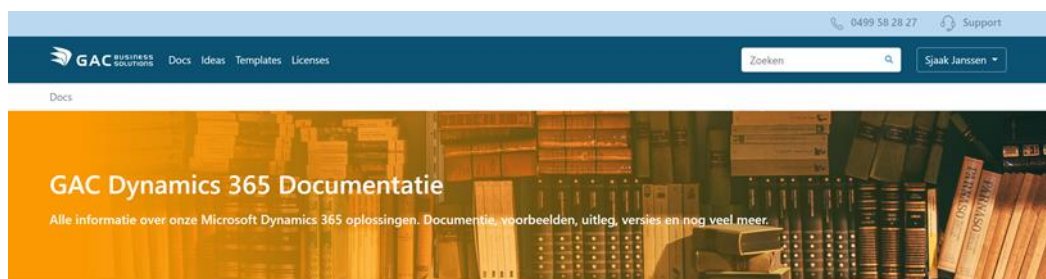 0499 58 28 27 Support
GAC BUSINESS SOLUTIONS Docs Ideas Templates Licenses Zoeken Sjaak Janssen
Docs
GAC Dynamics 365 Documentatie
Alle informatie over onze Microsoft Dynamics 365 oplossingen. Documentie, voorbeelden, uitleg, versies en nog veel meer.
PARNASO